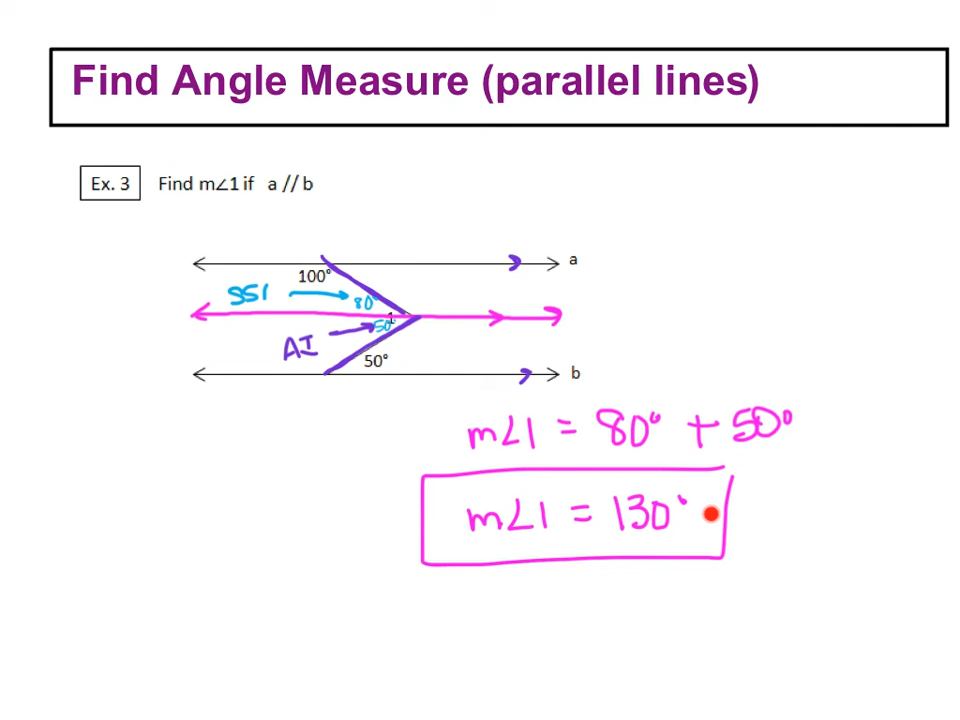 Find Angle Measure (parallel lines)
Ex. 3 Find m∠1 if a // b
a
100°
SSI
80°
1
50°
AI
50°
b
m∠1 = 80° + 50°
m∠1 = 130°